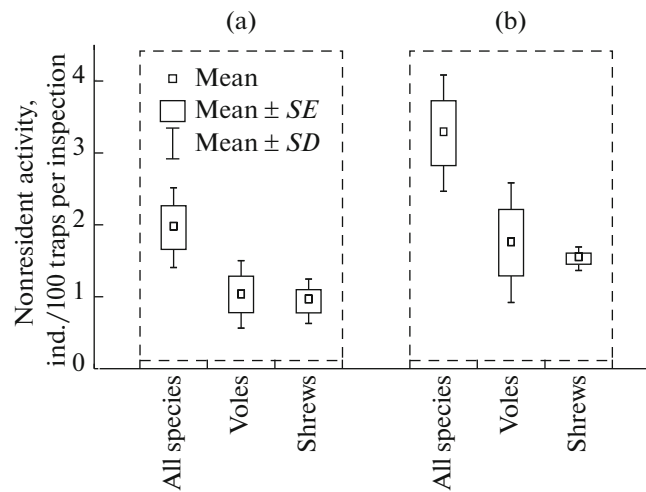 (a) (b)
Nonresident activity,
ind./100 traps per inspection
4
3
2
1
0
Mean
Mean ± SE
Mean ± SD
All species
Voles
Shrews
All species
Voles
Shrews